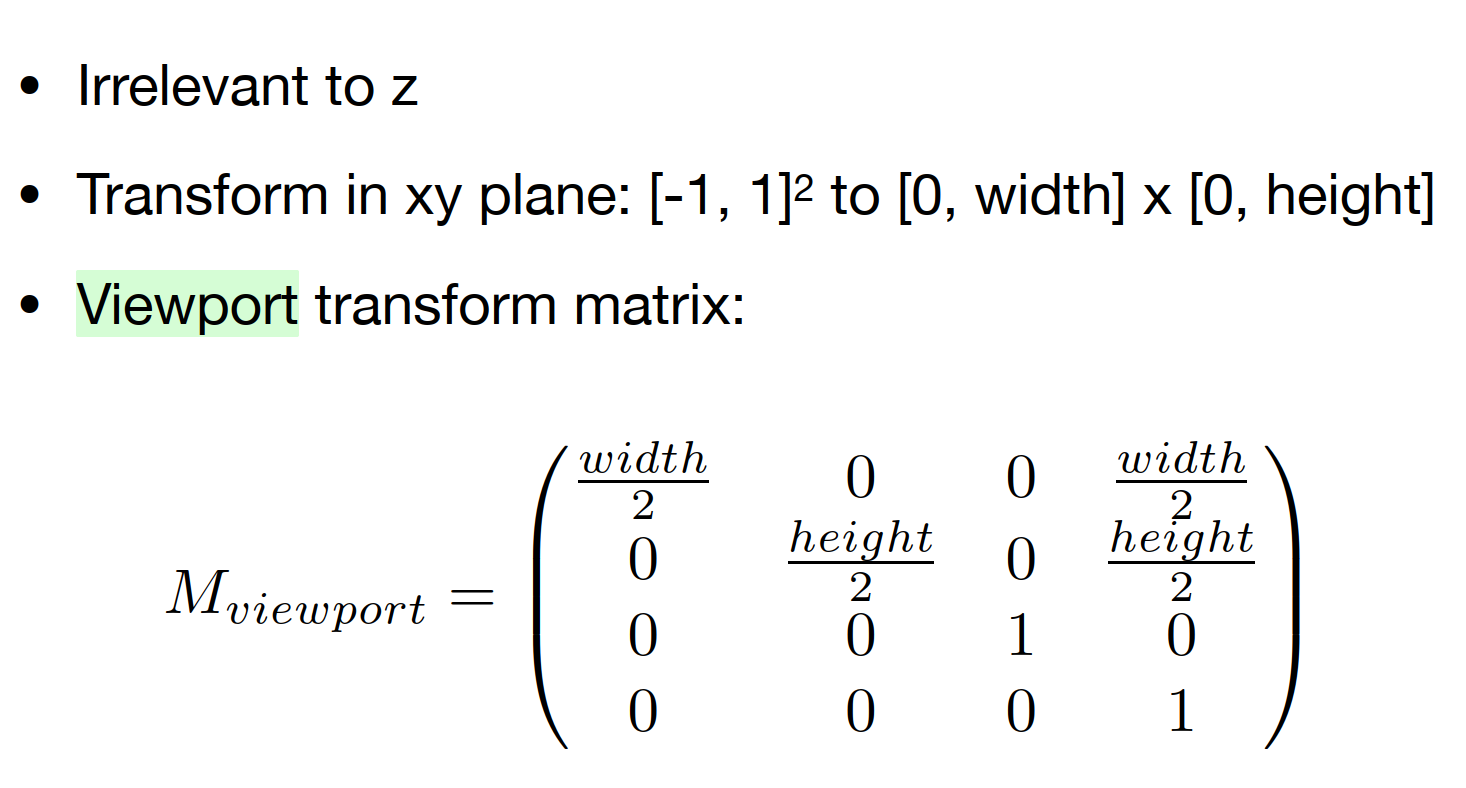 • Irrelevant to z
• Transform in xy plane: [-1, 1]² to [0, width] x [0, height]
• Viewport transform matrix:
M_{viewport} = \begin{pmatrix} \frac{width}{2} & 0 & 0 & \frac{width}{2} \\ 0 & \frac{height}{2} & 0 & \frac{height}{2} \\ 0 & 0 & 1 & 0 \\ 0 & 0 & 0 & 1 \end{pmatrix}